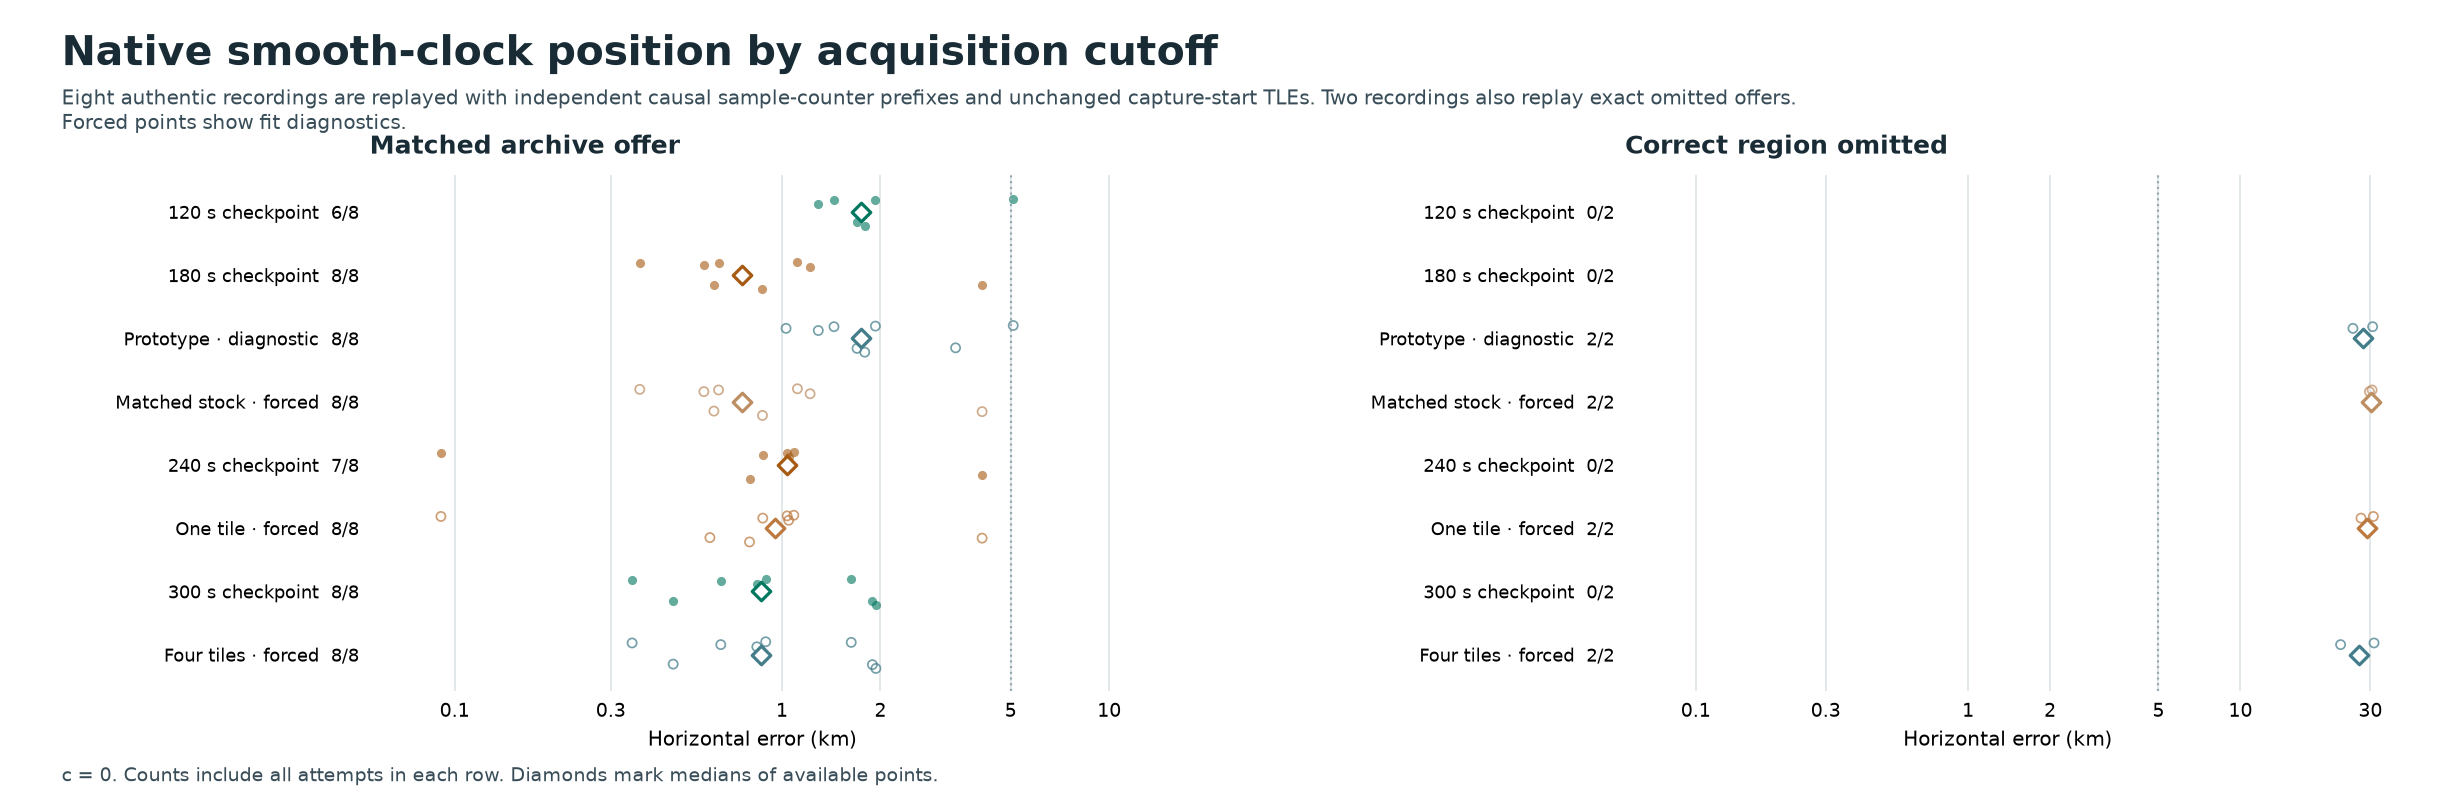 Native smooth-clock position by acquisition cutoff
Eight authentic recordings are replayed with independent causal sample-counter prefixes and unchanged capture-start TLEs. Two recordings also replay exact omitted offers.
Forced points show fit diagnostics.
Matched archive offer
120 s checkpoint 6/8
180 s checkpoint 8/8
Prototype · diagnostic 8/8
Matched stock · forced 8/8
240 s checkpoint 7/8
One tile · forced 8/8
300 s checkpoint 8/8
Four tiles · forced 8/8
0.1 0.3 1 2 5 10
Horizontal error (km)
Correct region omitted
120 s checkpoint 0/2
180 s checkpoint 0/2
Prototype · diagnostic 2/2
Matched stock · forced 2/2
240 s checkpoint 0/2
One tile · forced 2/2
300 s checkpoint 0/2
Four tiles · forced 2/2
0.1 0.3 1 2 5 10 30
Horizontal error (km)
c = 0. Counts include all attempts in each row. Diamonds mark medians of available points.